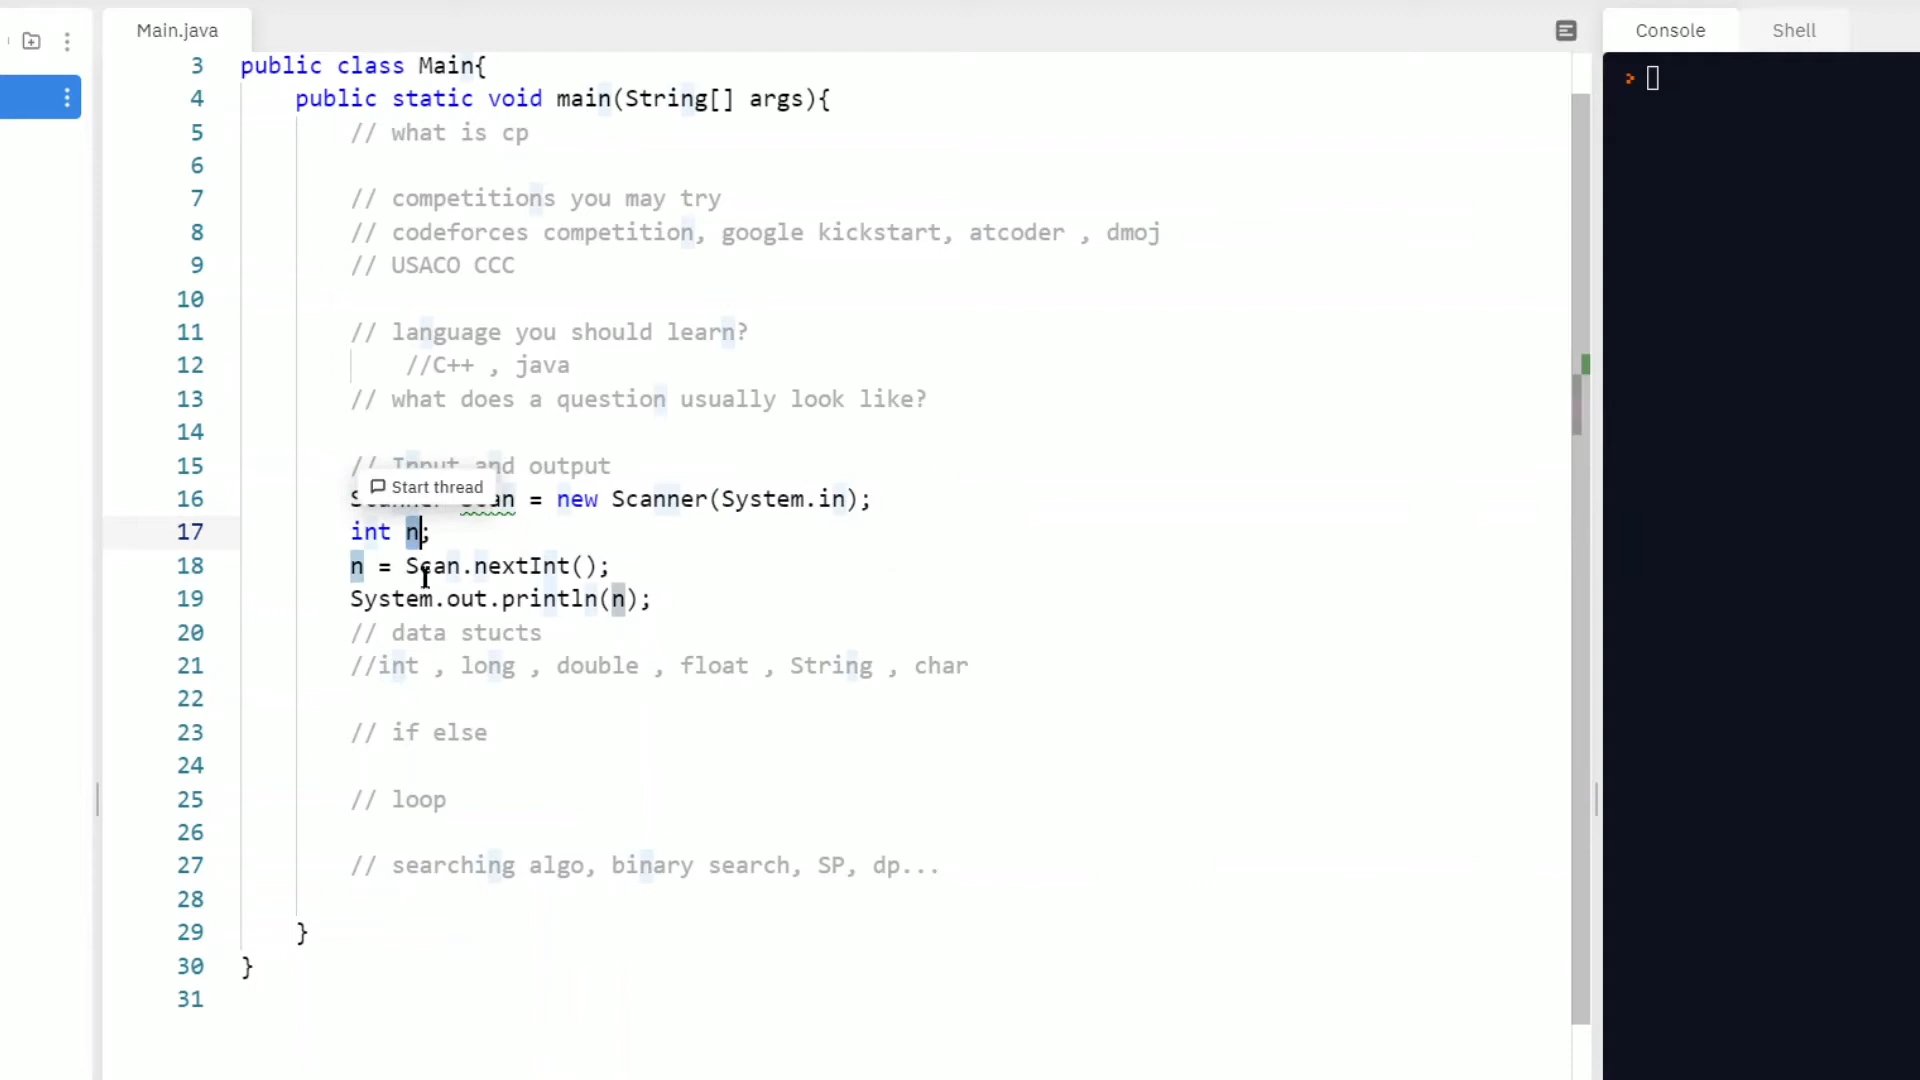 Main.java
Console
Shell
3 public class Main{
4 public static void main(String[] args){
5 // what is cp
6
7 // competitions you may try
8 // codeforces competition, google kickstart, atcoder , dmoj
9 // USACO CCC
10
11 // language you should learn?
12 //C++ , java
13 // what does a question usually look like?
14
15 // Input and output
Start thread
16 = new Scanner(System.in);
17 int n;
18 n = Scan.nextInt();
19 System.out.println(n);
20 // data stucts
21 //int , long , double , float , String , char
22
23 // if else
24
25 // loop
26
27 // searching algo, binary search, SP, dp...
28
29 }
30 }
31